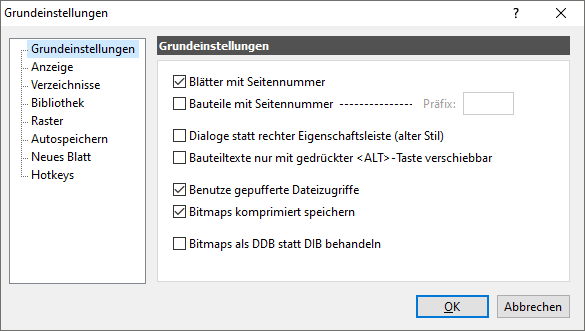 Grundeinstellungen
Grundeinstellungen
Anzeige
Verzeichnisse
Bibliothek
Raster
Autospeichern
Neues Blatt
Hotkeys
Grundeinstellungen
Blätter mit Seitennummer
Bauteile mit Seitennummer --------------- Präfix:
Dialoge statt rechter Eigenschaftsleiste (alter Stil)
Bauteiltexte nur mit gedrückter <ALT>-Taste verschiebbar
Benutze gepufferte Dateizugriffe
Bitmaps komprimiert speichern
Bitmaps als DDB statt DIB behandeln
OK Abbrechen